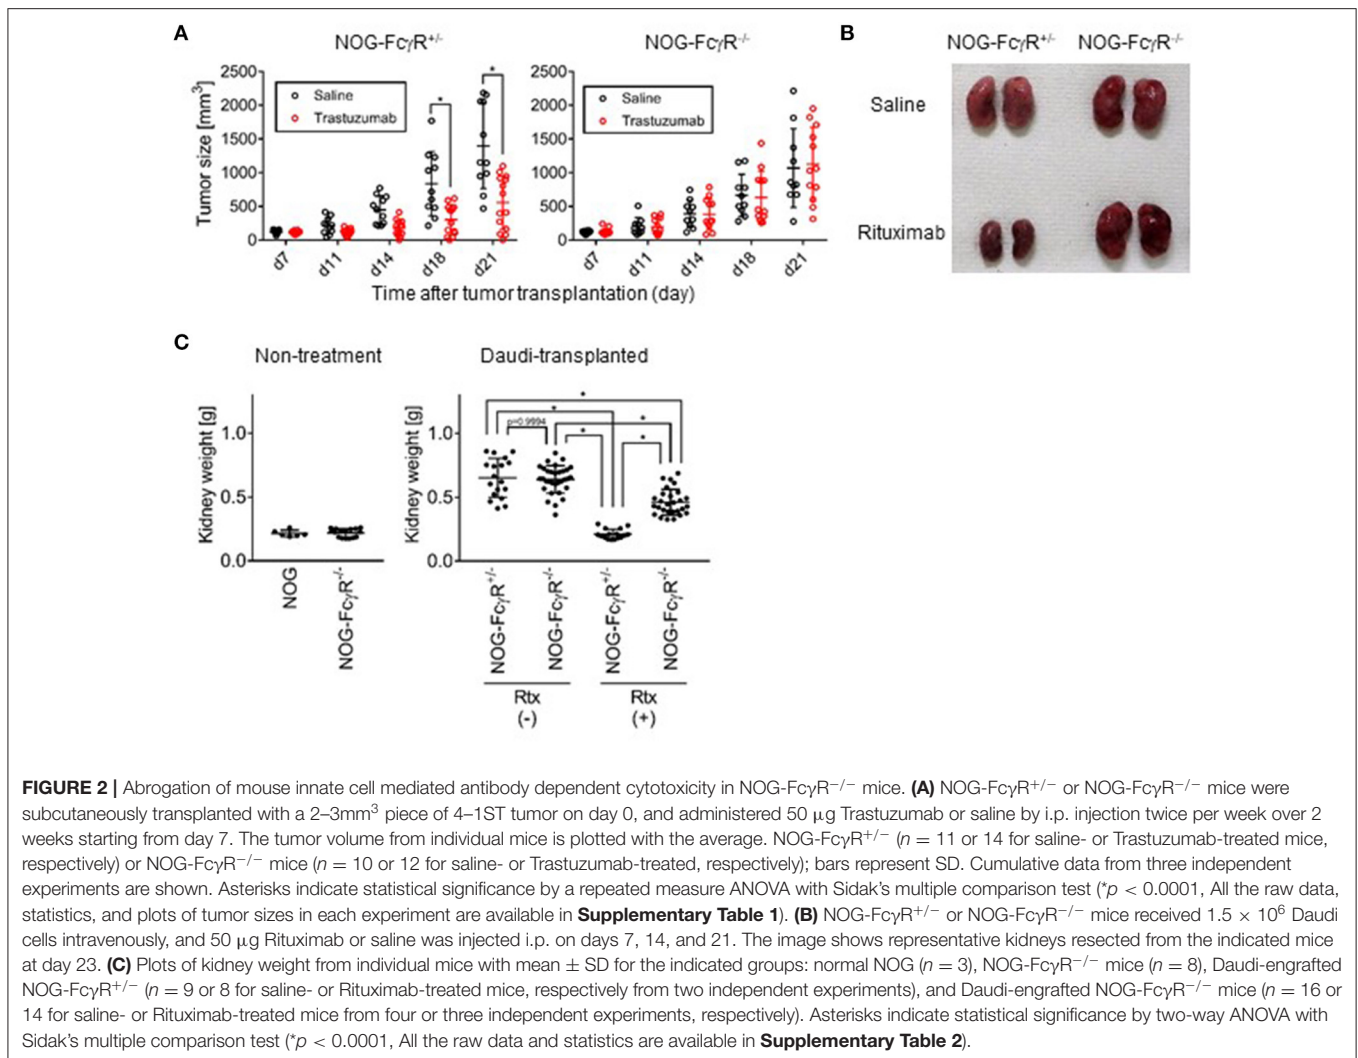 A
NOG-FcγR+/-
NOG-FcγR-/-
B
NOG-FcγR+/-
NOG-FcγR-/-
Tumor size [mm³]
2500
2000
1500
1000
500
0
Saline
Trastuzumab
*
*
d7
d11
d14
d18
d21
2500
2000
1500
1000
500
0
Saline
Trastuzumab
d7
d11
d14
d18
d21
Time after tumor transplantation (day)
Saline
Rituximab
C
Non-treatment
Daudi-transplanted
Kidney weight [g]
1.0
0.5
0.0
NOG
NOG-FcγR-/-
Kidney weight [g]
1.0
0.5
0.0
*
*
p=0.9994
*
*
*
NOG-FcγR+/-
NOG-FcγR-/-
NOG-FcγR+/-
NOG-FcγR-/-
Rtx
(-)
Rtx
(+)
FIGURE 2 | Abrogation of mouse innate cell mediated antibody dependent cytotoxicity in NOG-FcγR−/− mice. (A) NOG-FcγR+/− or NOG-FcγR−/− mice were
subcutaneously transplanted with a 2–3mm³ piece of 4–1ST tumor on day 0, and administered 50 μg Trastuzumab or saline by i.p. injection twice per week over 2
weeks starting from day 7. The tumor volume from individual mice is plotted with the average. NOG-FcγR+/− (n = 11 or 14 for saline- or Trastuzumab-treated mice,
respectively) or NOG-FcγR−/− mice (n = 10 or 12 for saline- or Trastuzumab-treated, respectively); bars represent SD. Cumulative data from three independent
experiments are shown. Asterisks indicate statistical significance by a repeated measure ANOVA with Sidak's multiple comparison test (*p < 0.0001, All the raw data,
statistics, and plots of tumor sizes in each experiment are available in Supplementary Table 1). (B) NOG-FcγR+/− or NOG-FcγR−/− mice received 1.5 × 10⁶ Daudi
cells intravenously, and 50 μg Rituximab or saline was injected i.p. on days 7, 14, and 21. The image shows representative kidneys resected from the indicated mice
at day 23. (C) Plots of kidney weight from individual mice with mean ± SD for the indicated groups: normal NOG (n = 3), NOG-FcγR−/− mice (n = 8), Daudi-engrafted
NOG-FcγR+/− (n = 9 or 8 for saline- or Rituximab-treated mice, respectively from two independent experiments), and Daudi-engrafted NOG-FcγR−/− mice (n = 16 or
14 for saline- or Rituximab-treated mice from four or three independent experiments, respectively). Asterisks indicate statistical significance by two-way ANOVA with
Sidak's multiple comparison test (*p < 0.0001, All the raw data and statistics are available in Supplementary Table 2).